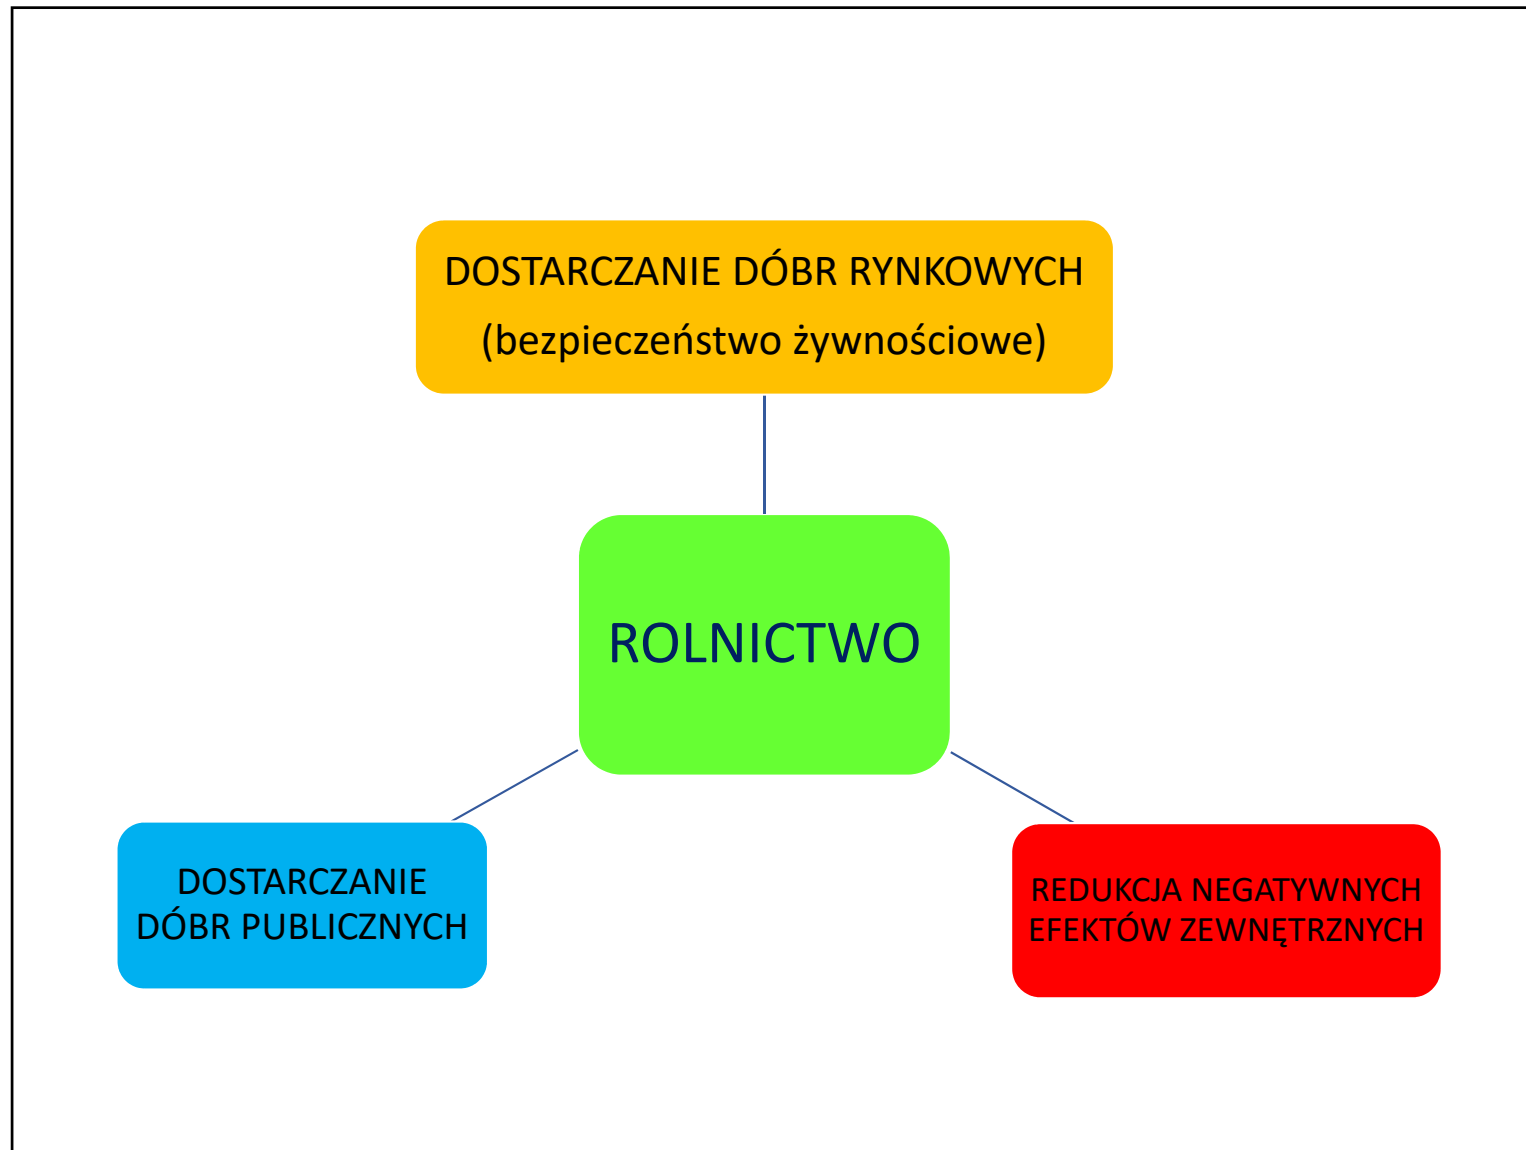 DOSTARCZANIE DÓBR RYNKOWYCH
(bezpieczeństwo żywnościowe)
ROLNICTWO
DOSTARCZANIE
DÓBR PUBLICZNYCH
REDUKCJA NEGATYWNYCH
EFEKTÓW ZEWNĘTRZNYCH